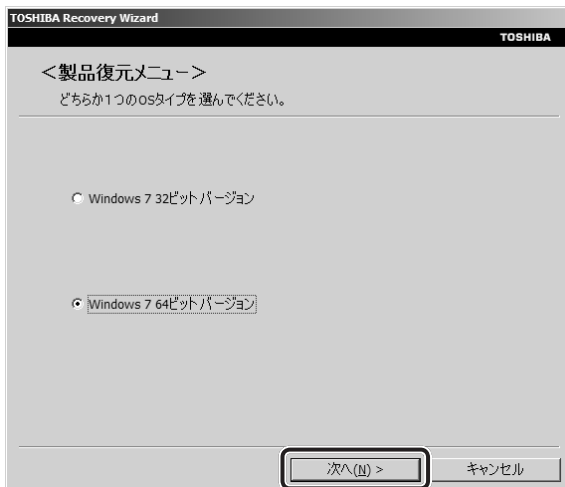 TOSHIBA Recovery Wizard
TOSHIBA
＜製品復元メニュー＞
どちらか1つのOSタイプを選んでください。
Windows 7 32ビットバージョン
Windows 7 64ビットバージョン
次へ(N) >
キャンセル